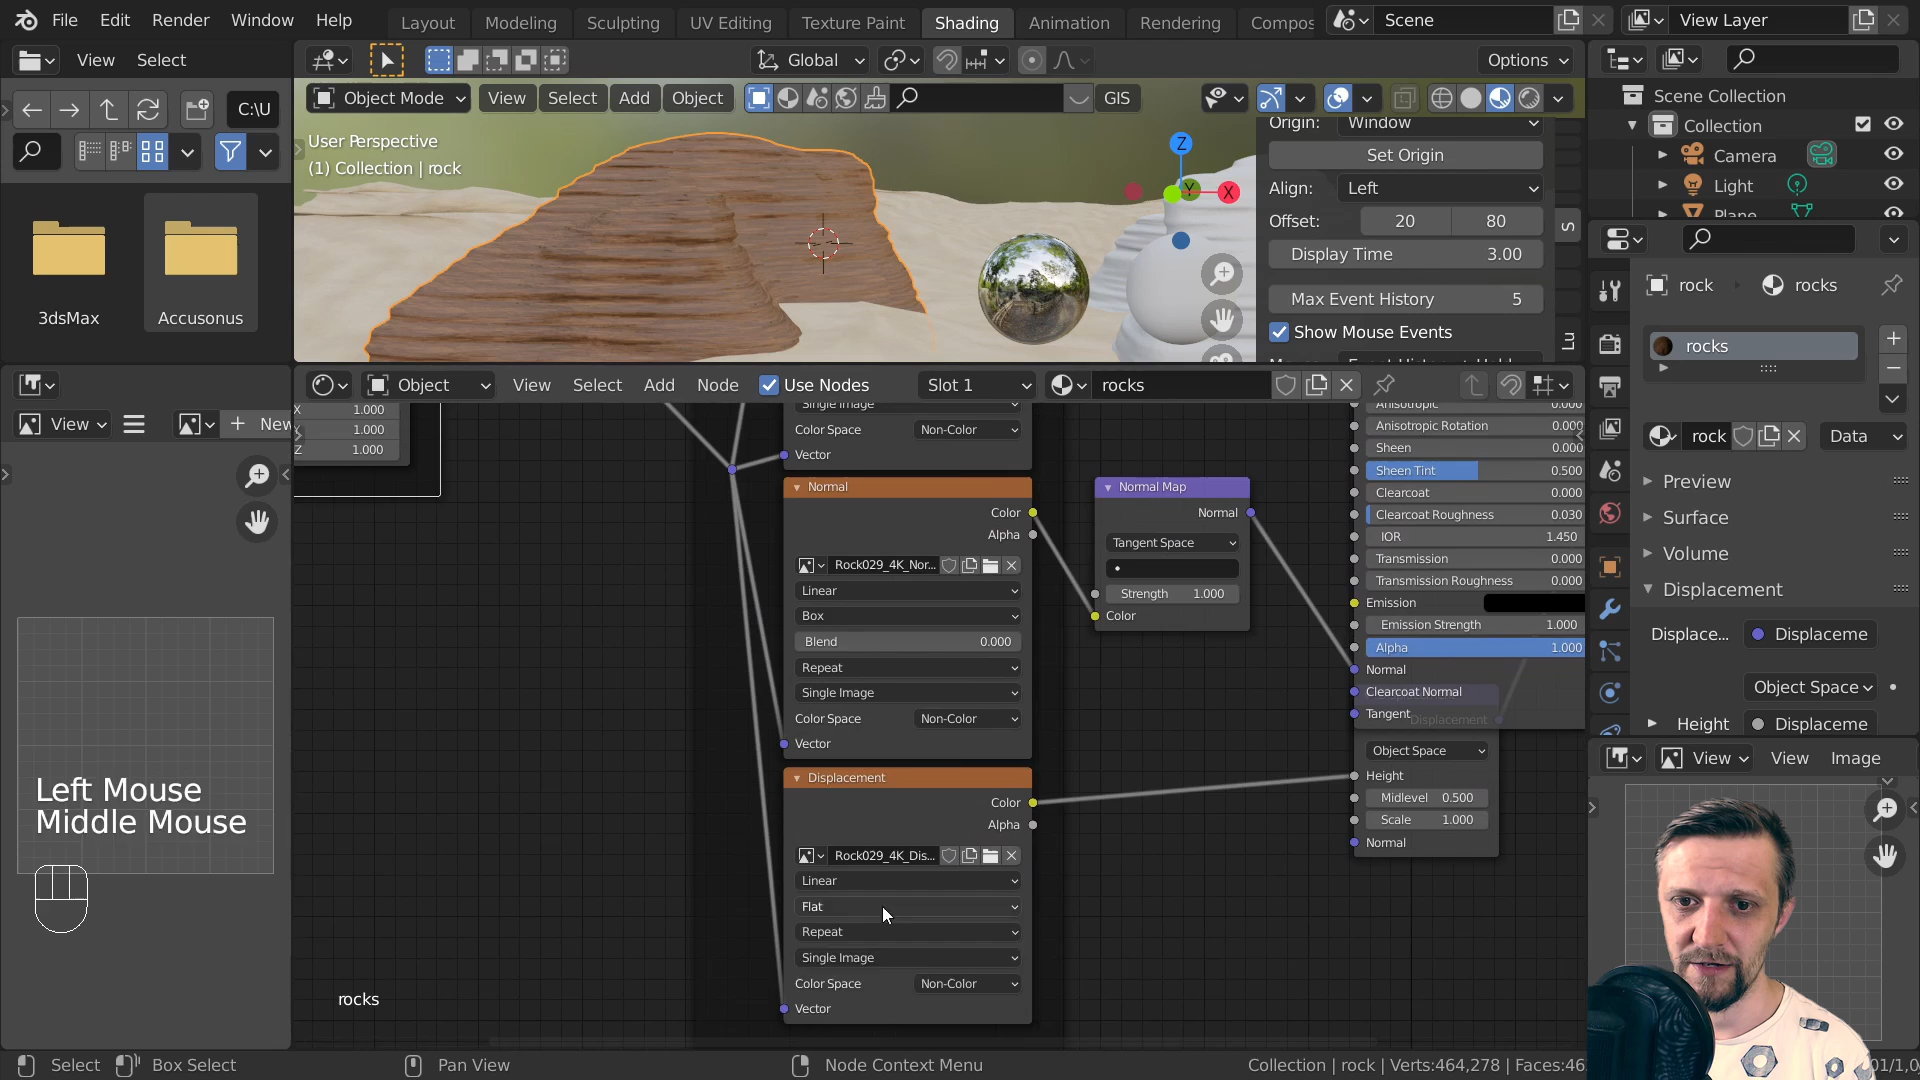 File Edit Render Window Help Layout Modeling Sculpting UV Editing Texture Paint Shading Animation Rendering Compos Scene View Layer
View Select Global Options
C:\U Object Mode View Select Add Object GIS
User Perspective
(1) Collection | rock
Z
Y X
3dsMax Accusonus
Origin: Window
Set Origin
Align: Left
Offset: 20 80
Display Time 3.00
Max Event History 5
Show Mouse Events
S
Lu
Scene Collection
Collection
Camera
Light
Plane
rock rocks
rocks
rock Data
Preview
Surface
Volume
Displacement
Displace... Displaceme
Object Space
Height Displaceme
View View Image
Object View Select Add Node Use Nodes Slot 1 rocks
View New
X 1.000
Y 1.000
Z 1.000
Single Image
Color Space Non-Color
Vector
Normal
Color
Alpha
Rock029_4K_Nor...
Linear
Box
Blend 0.000
Repeat
Single Image
Color Space Non-Color
Vector
Displacement
Color
Alpha
Rock029_4K_Dis...
Linear
Flat
Repeat
Single Image
Color Space Non-Color
Vector
Normal Map
Normal
Tangent Space
Strength 1.000
Color
Anisotropic 0.000
Anisotropic Rotation 0.000
Sheen 0.000
Sheen Tint 0.500
Clearcoat 0.000
Clearcoat Roughness 0.030
IOR 1.450
Transmission 0.000
Transmission Roughness 0.000
Emission
Emission Strength 1.000
Alpha 1.000
Normal
Clearcoat Normal
Tangent Displacement
Object Space
Height
Midlevel 0.500
Scale 1.000
Normal
Left Mouse
Middle Mouse
rocks
Select Box Select Pan View Node Context Menu Collection | rock | Verts:464,278 | Faces:46 01/1,0